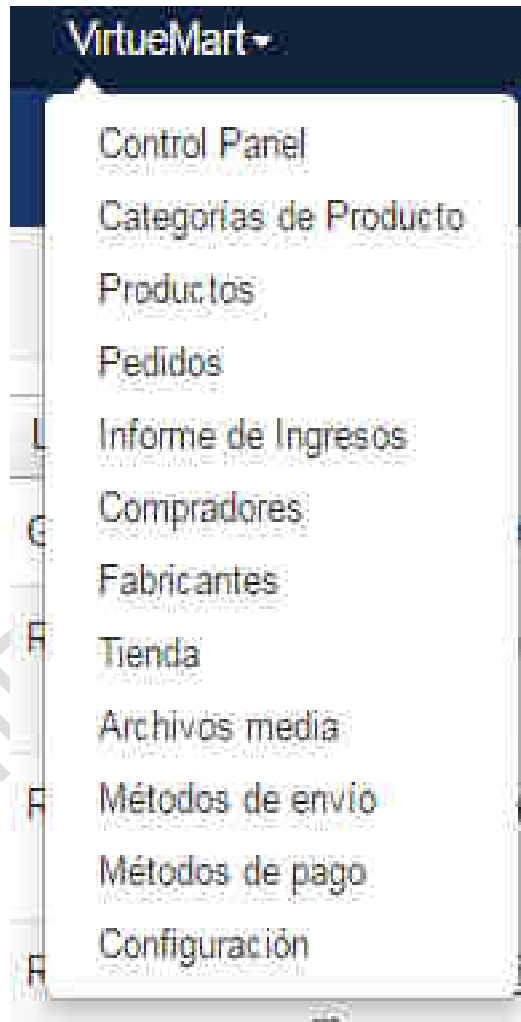 VirtueMart
Control Panel
Categorías de Producto
Productos
Pedidos
Informe de Ingresos
Compradores
Fabricantes
Tienda
Archivos media
Métodos de envío
Métodos de pago
Configuración